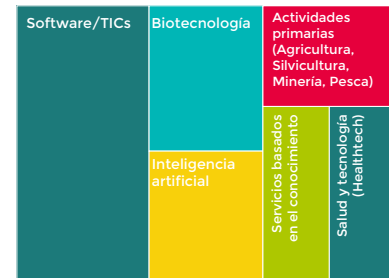 Software/TICs
Biotecnología
Actividades
primarias
(Agricultura,
Silvicultura,
Minería, Pesca)
Inteligencia
artificial
Servicios basados
en el conocimiento
Salud y tecnología
(Healthtech)